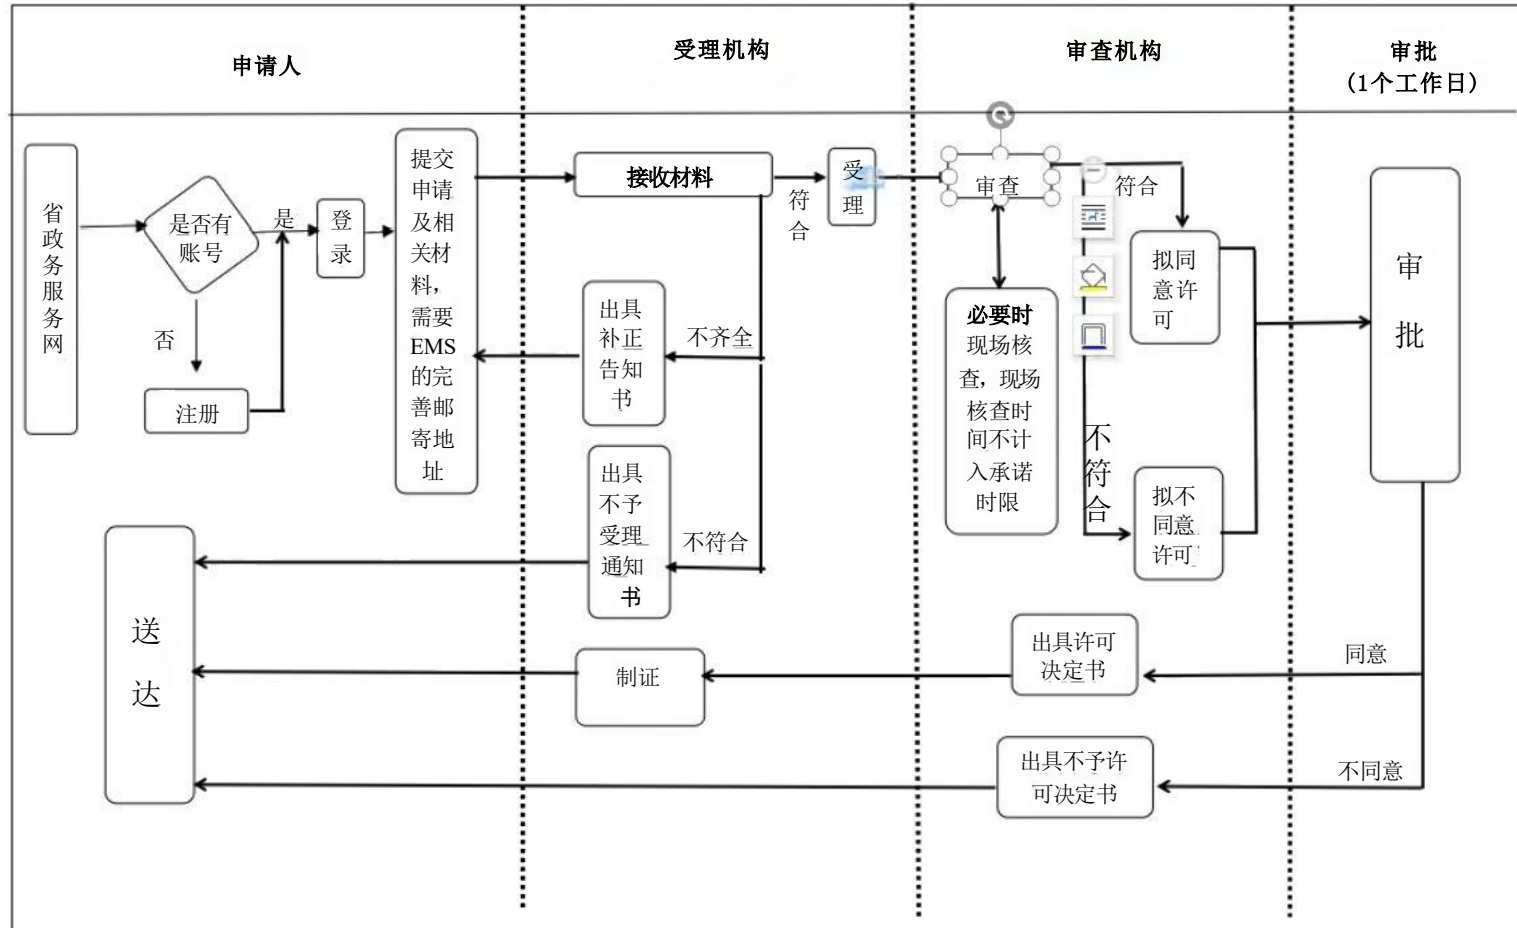 申请人
受理机构
审查机构
审批
(1个工作日)
省
政
务
服
务
网
是否有
账号
是
否
注册
登
录
提交
申请
及相
关材
料，
需要
EMS
的完
善邮
寄地
址
接收材料
符
合
受
理
不齐全
出具
补正
告知
书
不符合
出具
不予
受理
通知
书
审查
符合
必要时
现场核
查，现场
核查时
间不计
入承诺
时限
不
符
合
拟同
意许
可
拟不
同意
许可
审
批
同意
出具许可
决定书
制证
不同意
出具不予许
可决定书
送
达